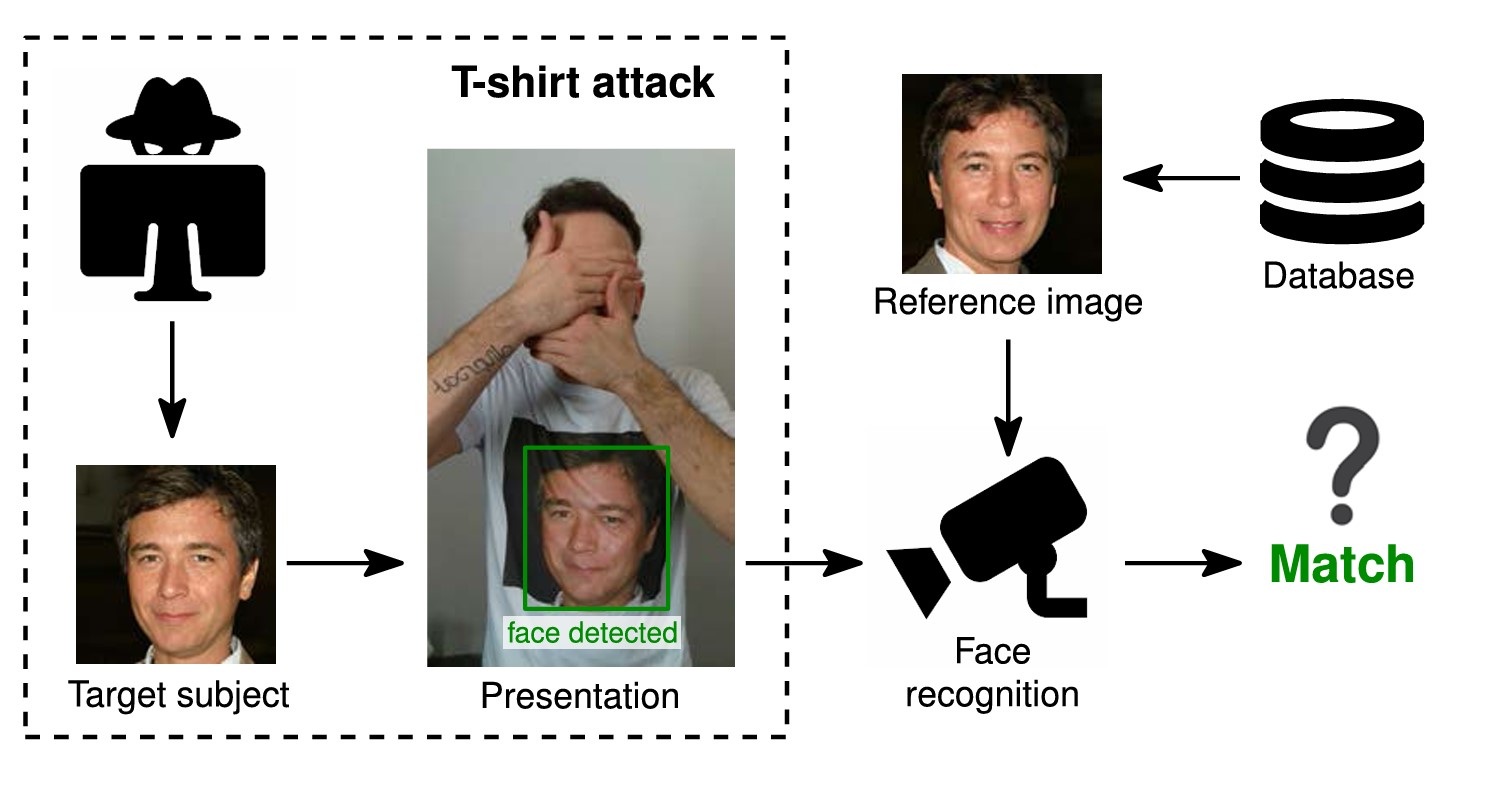 T-shirt attack
face detected
Target subject
Presentation
Reference image
Database
Face
recognition
?
Match